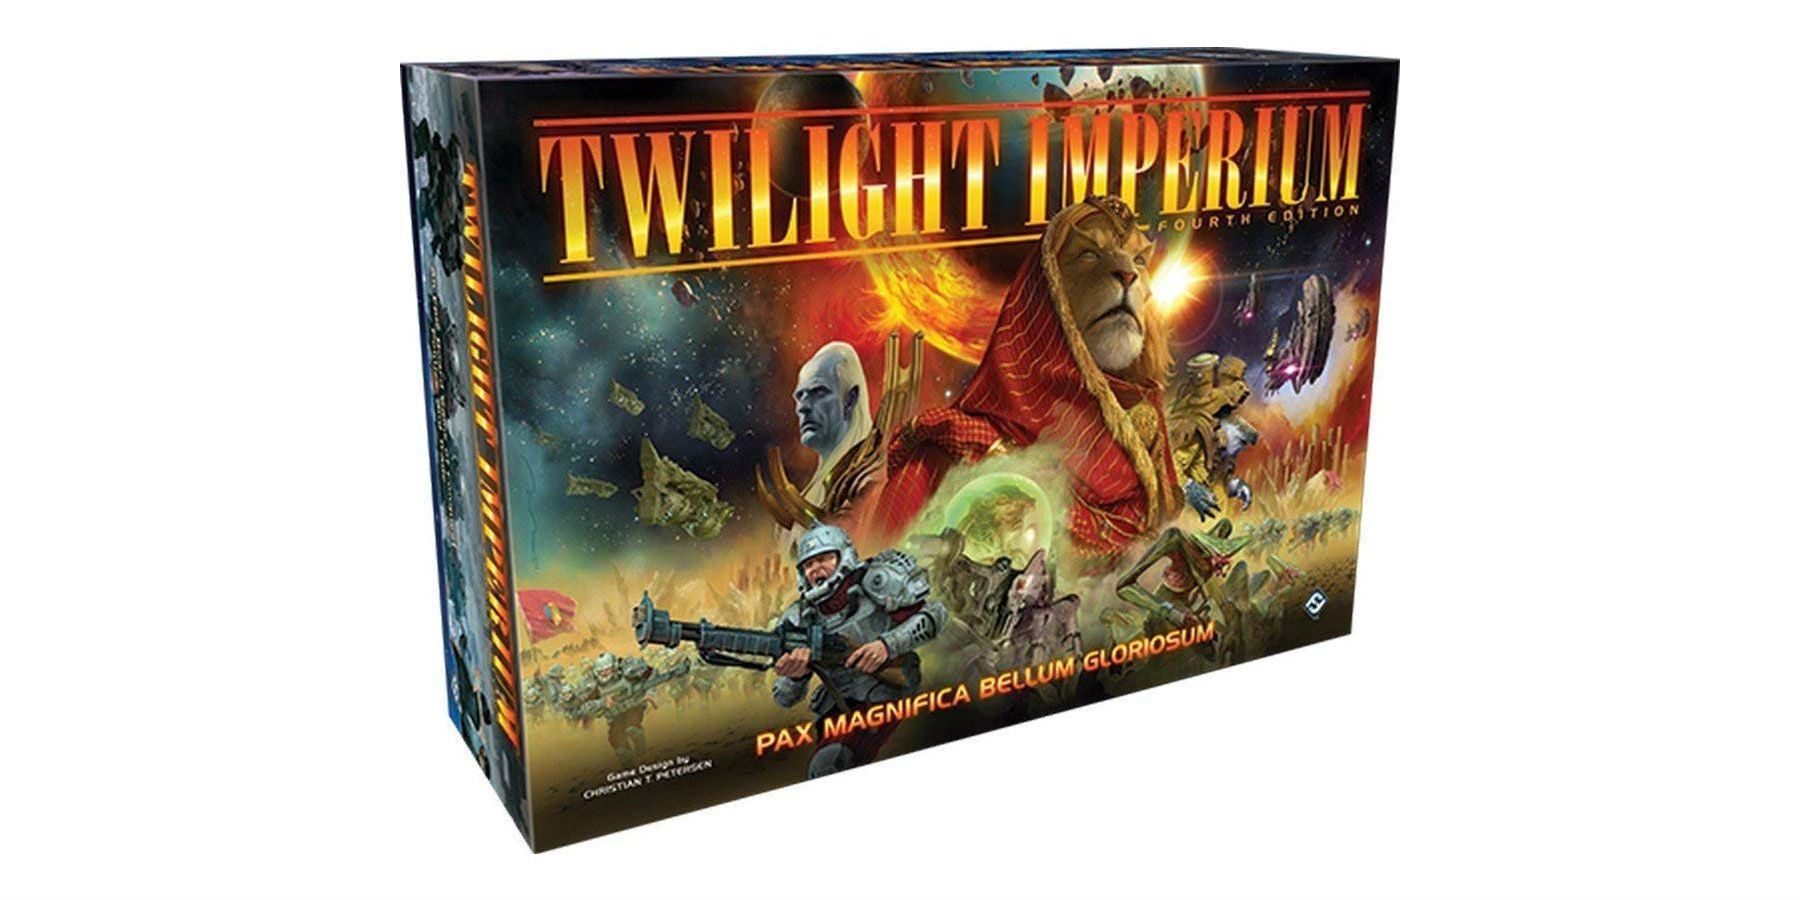 TWILIGHT IMPERIUM
FOURTH EDITION
PAX MAGNIFICA BELLUM GLORIOSUM
Game Design by
CHRISTIAN T. PETERSEN
TWILIGHT IMPERIUM